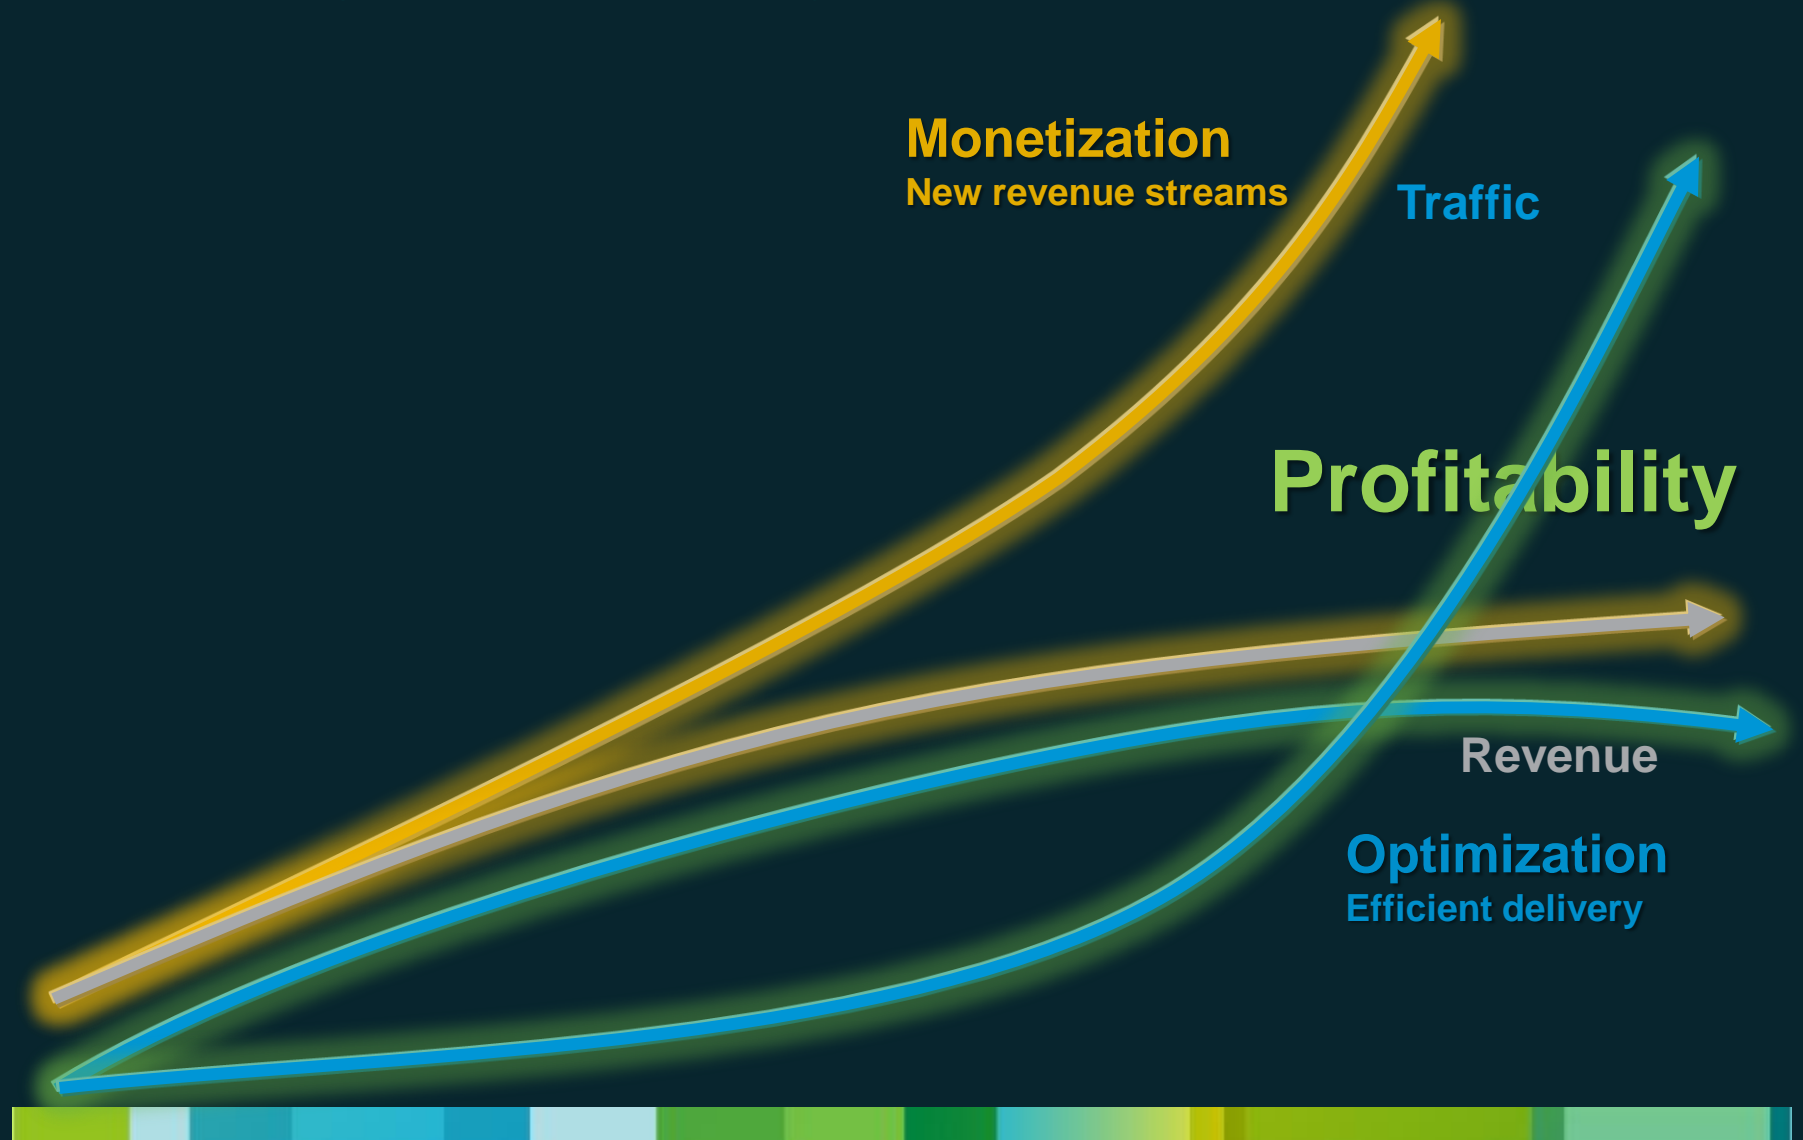 Monetization
New revenue streams
Traffic
Profitability
Revenue
Optimization
Efficient delivery